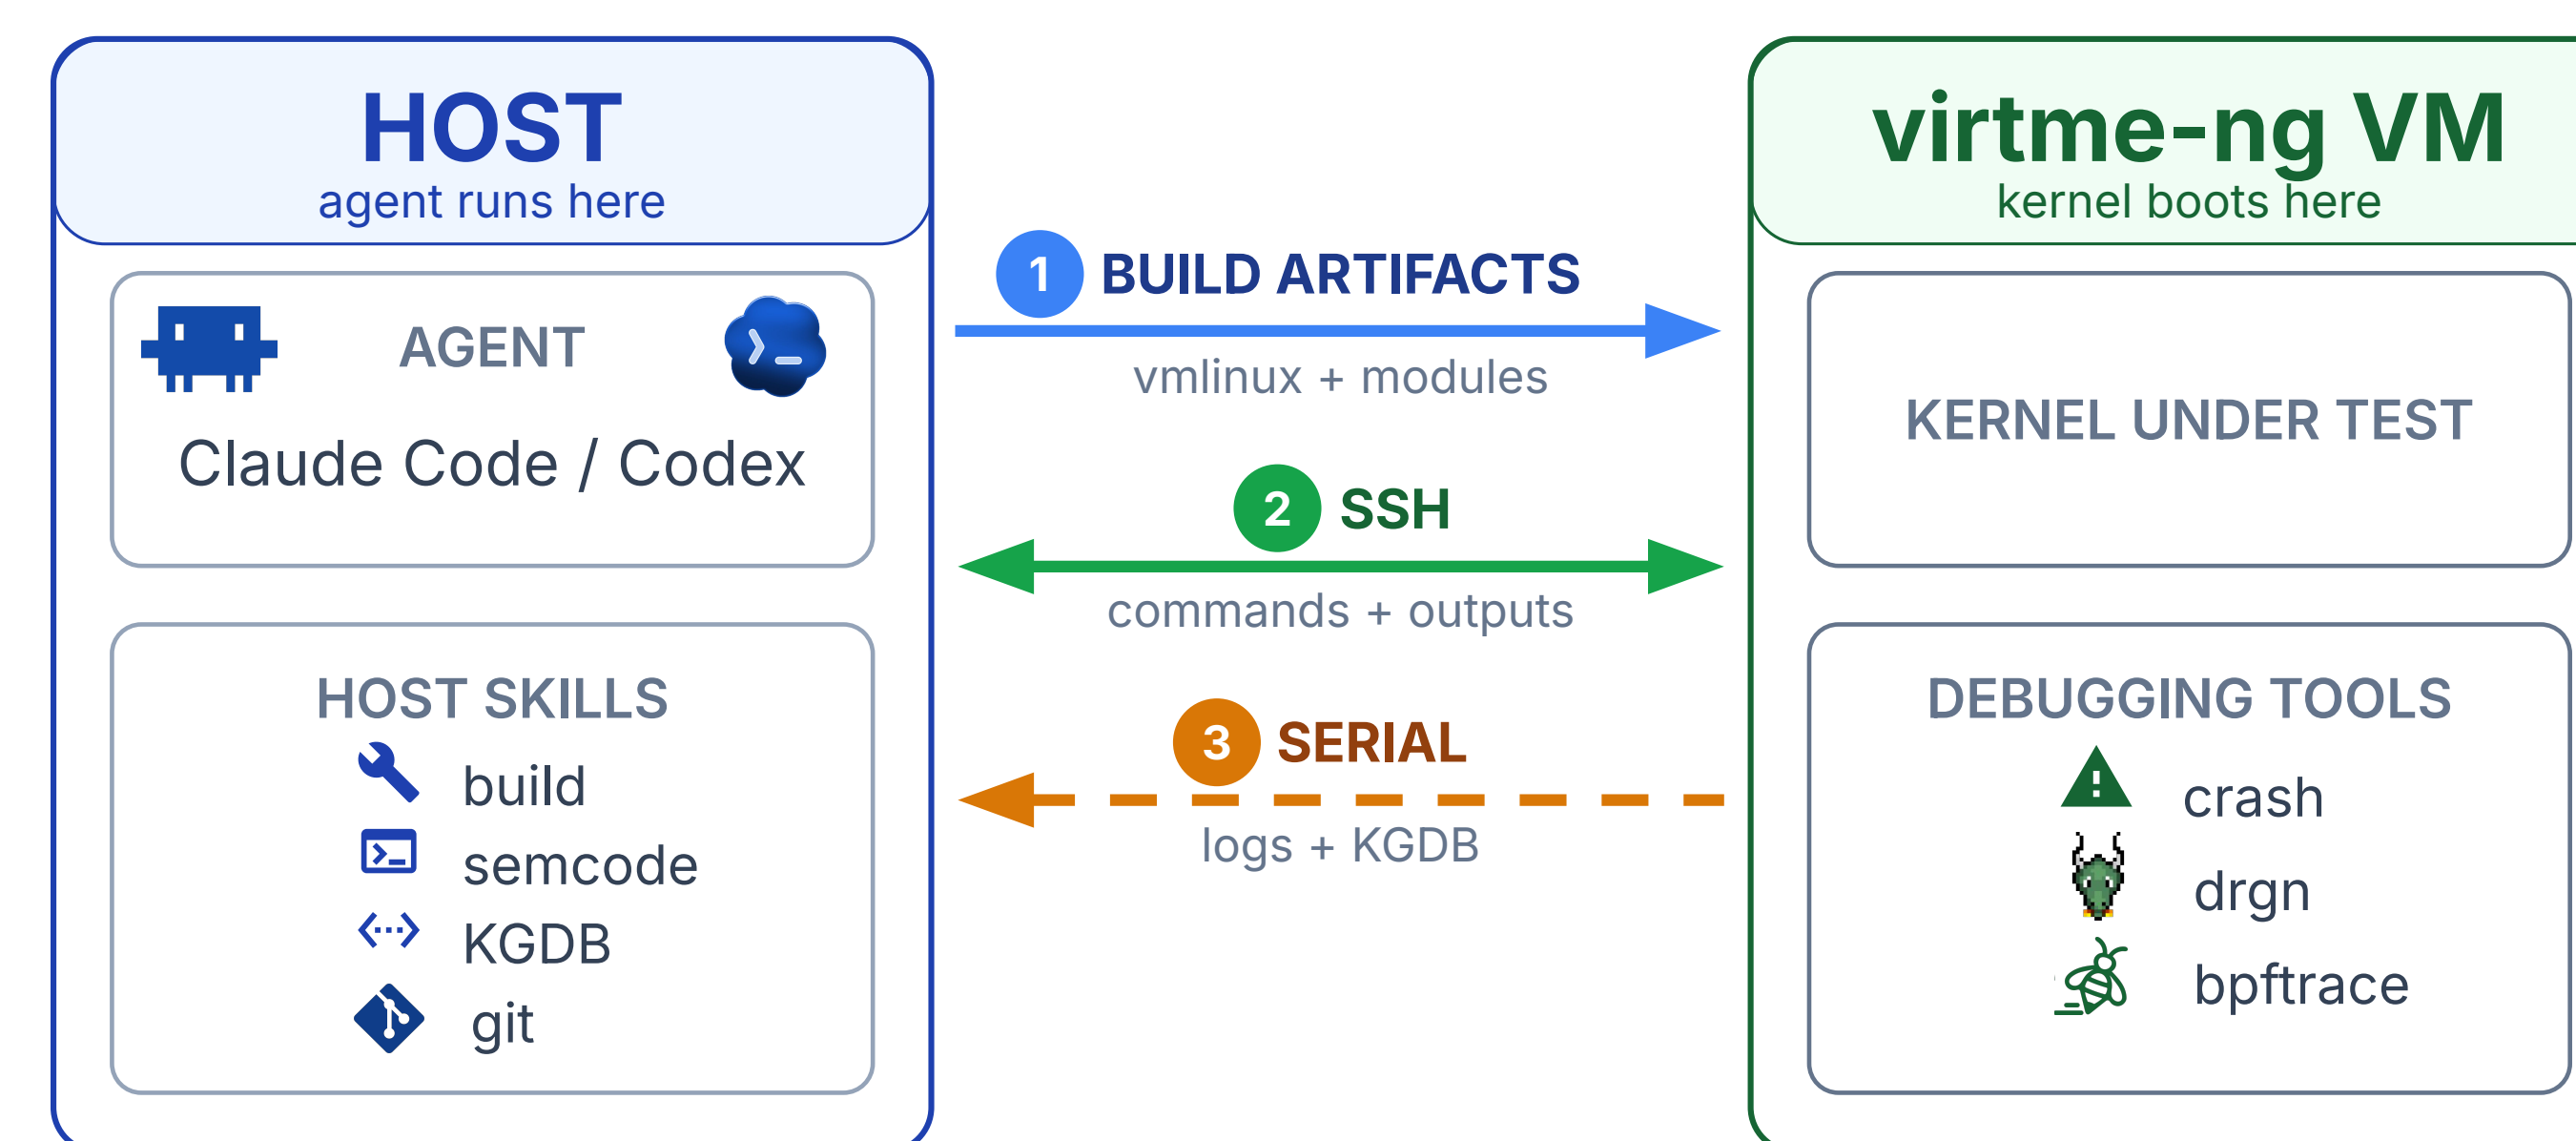 HOST
agent runs here
AGENT
Claude Code / Codex
HOST SKILLS
build
semcode
KGDB
git
1 BUILD ARTIFACTS
vmlinux + modules
2 SSH
commands + outputs
3 SERIAL
logs + KGDB
virtme-ng VM
kernel boots here
KERNEL UNDER TEST
DEBUGGING TOOLS
crash
drgn
bpftrace